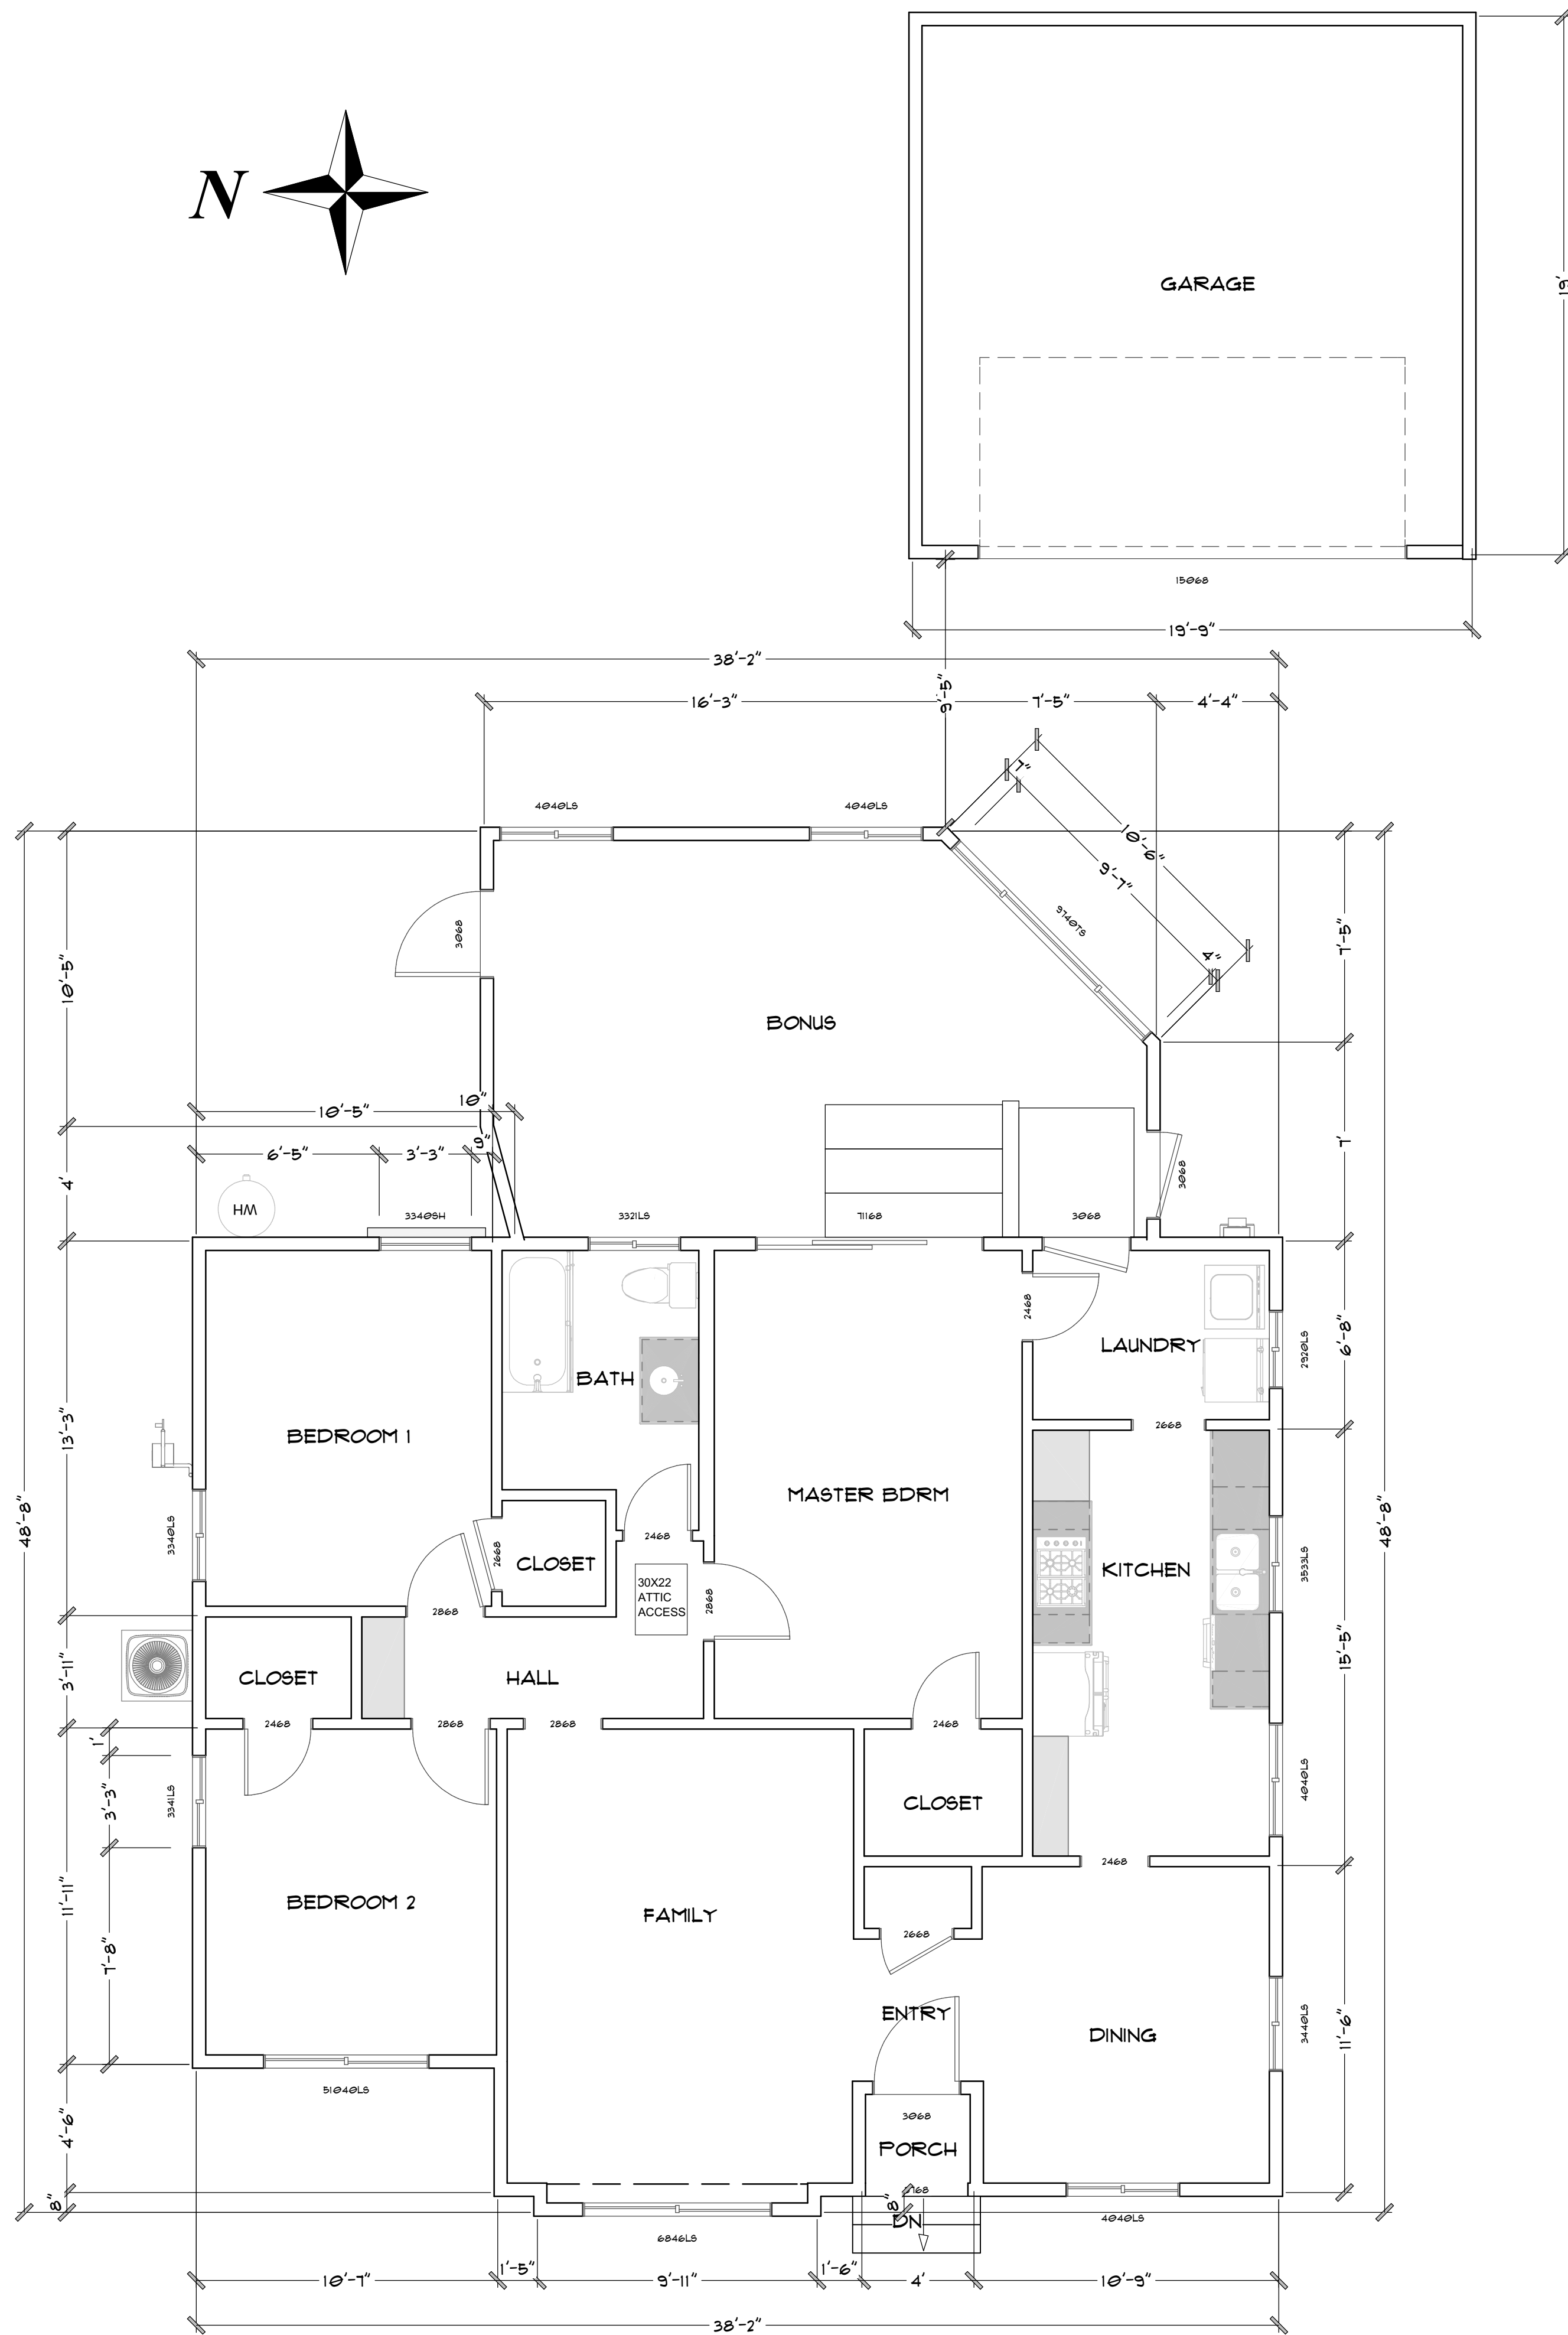 GARAGE
N
19'
15068
19'-9"
38'-2"
16'-3"
9'-5"
7'-5"
4'-4"
7"
10'-6"
9'-7"
4"
4040LS
4040LS
9740TS
3068
BONUS
7'-5"
10'-5"
10'-5"
10"
9"
6'-5"
3'-3"
7'
3068
4'
WH
3340SH
3321LS
71168
3068
2468
LAUNDRY
2920LS
6'-8"
BATH
2668
BEDROOM 1
13'-3"
MASTER BDRM
48'-8"
48'-8"
3340LS
2668
CLOSET
2468
KITCHEN
3533LS
30X22
ATTIC
ACCESS
2868
2868
3'-11"
CLOSET
HALL
15'-5"
2468
2868
2868
2468
1'
3'-3"
3341LS
4040LS
CLOSET
2468
BEDROOM 2
FAMILY
11'-11"
7'-8"
2668
ENTRY
DINING
3440LS
11'-6"
51040LS
3068
PORCH
4'-6"
8"
8"
DN
4040LS
6846LS
10'-7"
1'-5"
9'-11"
1'-6"
4'
10'-9"
38'-2"